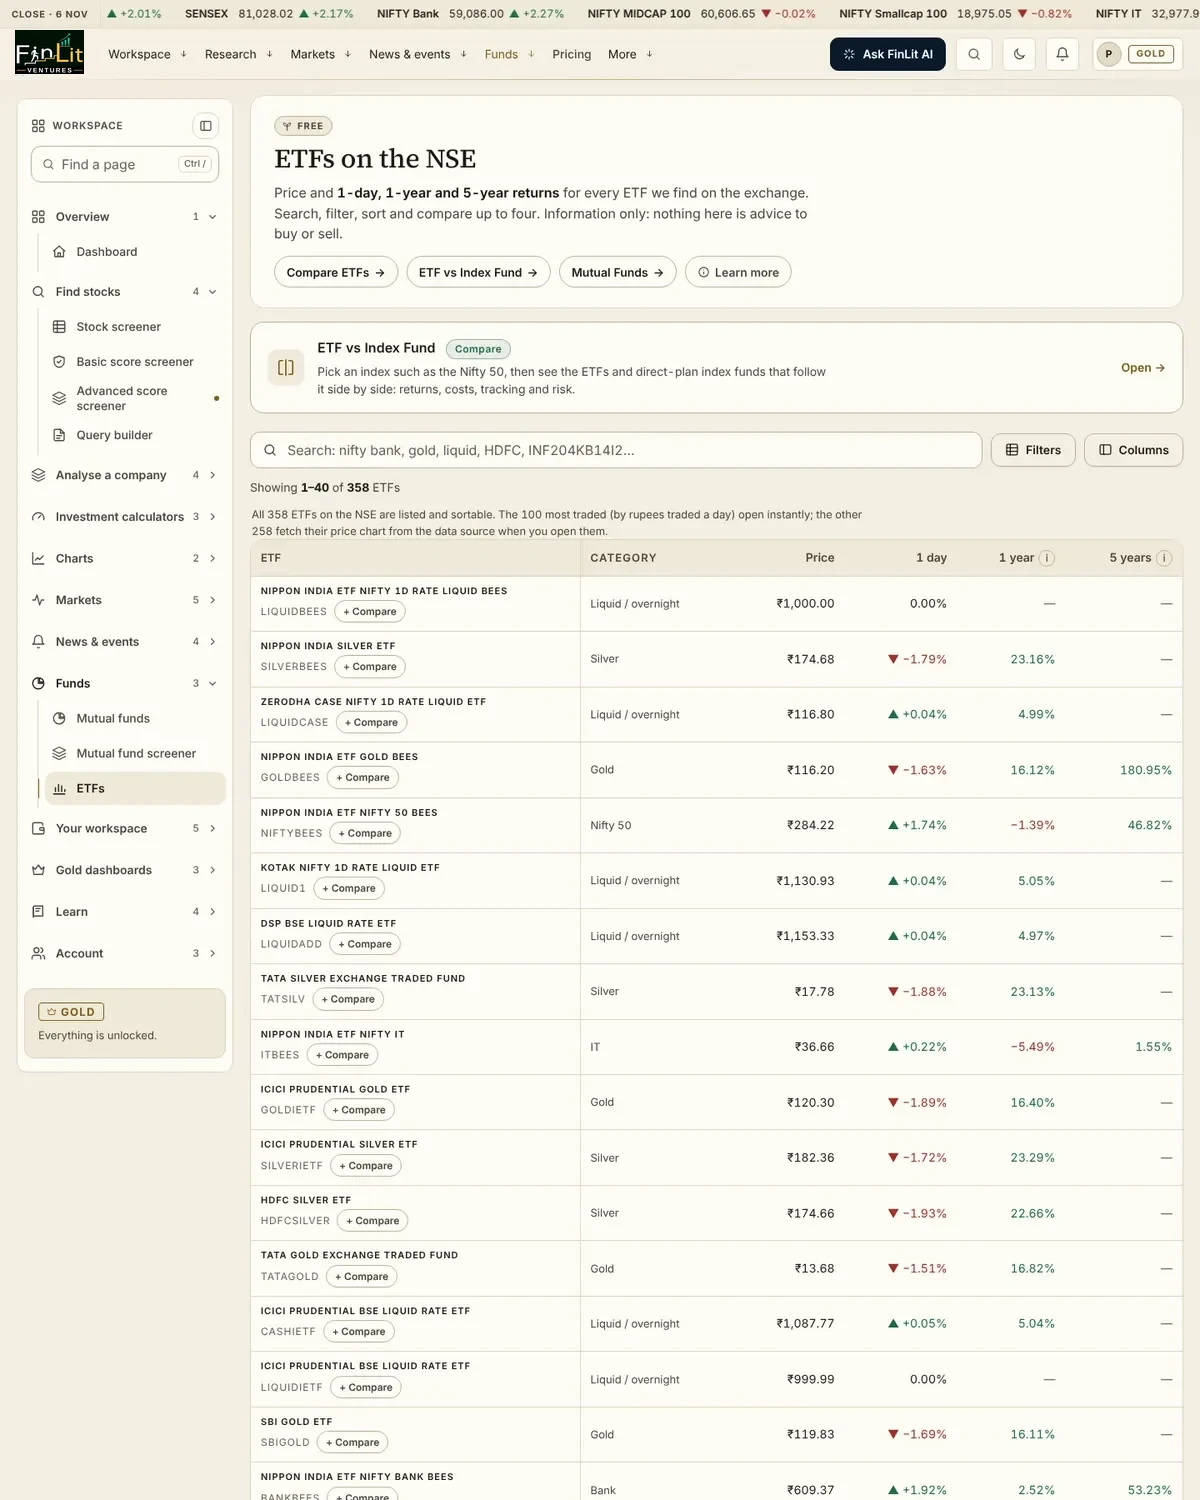 CLOSE · 6 NOV ▲ +2.01% SENSEX 81,028.02 ▲ +2.17% NIFTY Bank 59,086.00 ▲ +2.27% NIFTY MIDCAP 100 60,606.65 ▼ −0.02% NIFTY Smallcap 100 18,975.05 ▼ −0.82% NIFTY IT 32,977.9
FinLit
VENTURES
Workspace ↓ Research ↓ Markets ↓ News & events ↓ Funds ↓ Pricing More ↓ Ask FinLit AI P GOLD
WORKSPACE
Find a page Ctrl /
Overview 1
Dashboard
Find stocks 4
Stock screener
Basic score screener
Advanced score
screener
Query builder
Analyse a company 4
Investment calculators 3
Charts 2
Markets 5
News & events 4
Funds 3
Mutual funds
Mutual fund screener
ETFs
Your workspace 5
Gold dashboards 3
Learn 4
Account 3
GOLD
Everything is unlocked.
FREE
ETFs on the NSE
Price and 1-day, 1-year and 5-year returns for every ETF we find on the exchange.
Search, filter, sort and compare up to four. Information only: nothing here is advice to
buy or sell.
Compare ETFs → ETF vs Index Fund → Mutual Funds → Learn more
ETF vs Index Fund Compare
Pick an index such as the Nifty 50, then see the ETFs and direct-plan index funds that follow
it side by side: returns, costs, tracking and risk.
Open →
Search: nifty bank, gold, liquid, HDFC, INF204KB14I2... Filters Columns
Showing 1–40 of 358 ETFs
All 358 ETFs on the NSE are listed and sortable. The 100 most traded (by rupees traded a day) open instantly; the other
258 fetch their price chart from the data source when you open them.
ETF CATEGORY Price 1 day 1 year i 5 years i
NIPPON INDIA ETF NIFTY 1D RATE LIQUID BEES
LIQUIDBEES + Compare Liquid / overnight ₹1,000.00 0.00% — —
NIPPON INDIA SILVER ETF
SILVERBEES + Compare Silver ₹174.68 ▼ −1.79% 23.16% —
ZERODHA CASE NIFTY 1D RATE LIQUID ETF
LIQUIDCASE + Compare Liquid / overnight ₹116.80 ▲ +0.04% 4.99% —
NIPPON INDIA ETF GOLD BEES
GOLDBEES + Compare Gold ₹116.20 ▼ −1.63% 16.12% 180.95%
NIPPON INDIA ETF NIFTY 50 BEES
NIFTYBEES + Compare Nifty 50 ₹284.22 ▲ +1.74% −1.39% 46.82%
KOTAK NIFTY 1D RATE LIQUID ETF
LIQUID1 + Compare Liquid / overnight ₹1,130.93 ▲ +0.04% 5.05% —
DSP BSE LIQUID RATE ETF
LIQUIDADD + Compare Liquid / overnight ₹1,153.33 ▲ +0.04% 4.97% —
TATA SILVER EXCHANGE TRADED FUND
TATSILV + Compare Silver ₹17.78 ▼ −1.88% 23.13% —
NIPPON INDIA ETF NIFTY IT
ITBEES + Compare IT ₹36.66 ▲ +0.22% −5.49% 1.55%
ICICI PRUDENTIAL GOLD ETF
GOLDIETF + Compare Gold ₹120.30 ▼ −1.89% 16.40% —
ICICI PRUDENTIAL SILVER ETF
SILVERIETF + Compare Silver ₹182.36 ▼ −1.72% 23.29% —
HDFC SILVER ETF
HDFCSILVER + Compare Silver ₹174.66 ▼ −1.93% 22.66% —
TATA GOLD EXCHANGE TRADED FUND
TATAGOLD + Compare Gold ₹13.68 ▼ −1.51% 16.82% —
ICICI PRUDENTIAL BSE LIQUID RATE ETF
CASHIETF + Compare Liquid / overnight ₹1,087.77 ▲ +0.05% 5.04% —
ICICI PRUDENTIAL BSE LIQUID RATE ETF
LIQUIDIETF + Compare Liquid / overnight ₹999.99 0.00% — —
SBI GOLD ETF
SBIGOLD + Compare Gold ₹119.83 ▼ −1.69% 16.11% —
NIPPON INDIA ETF NIFTY BANK BEES
BANKBEES + Compare Bank ₹609.37 ▲ +1.92% 2.52% 53.23%